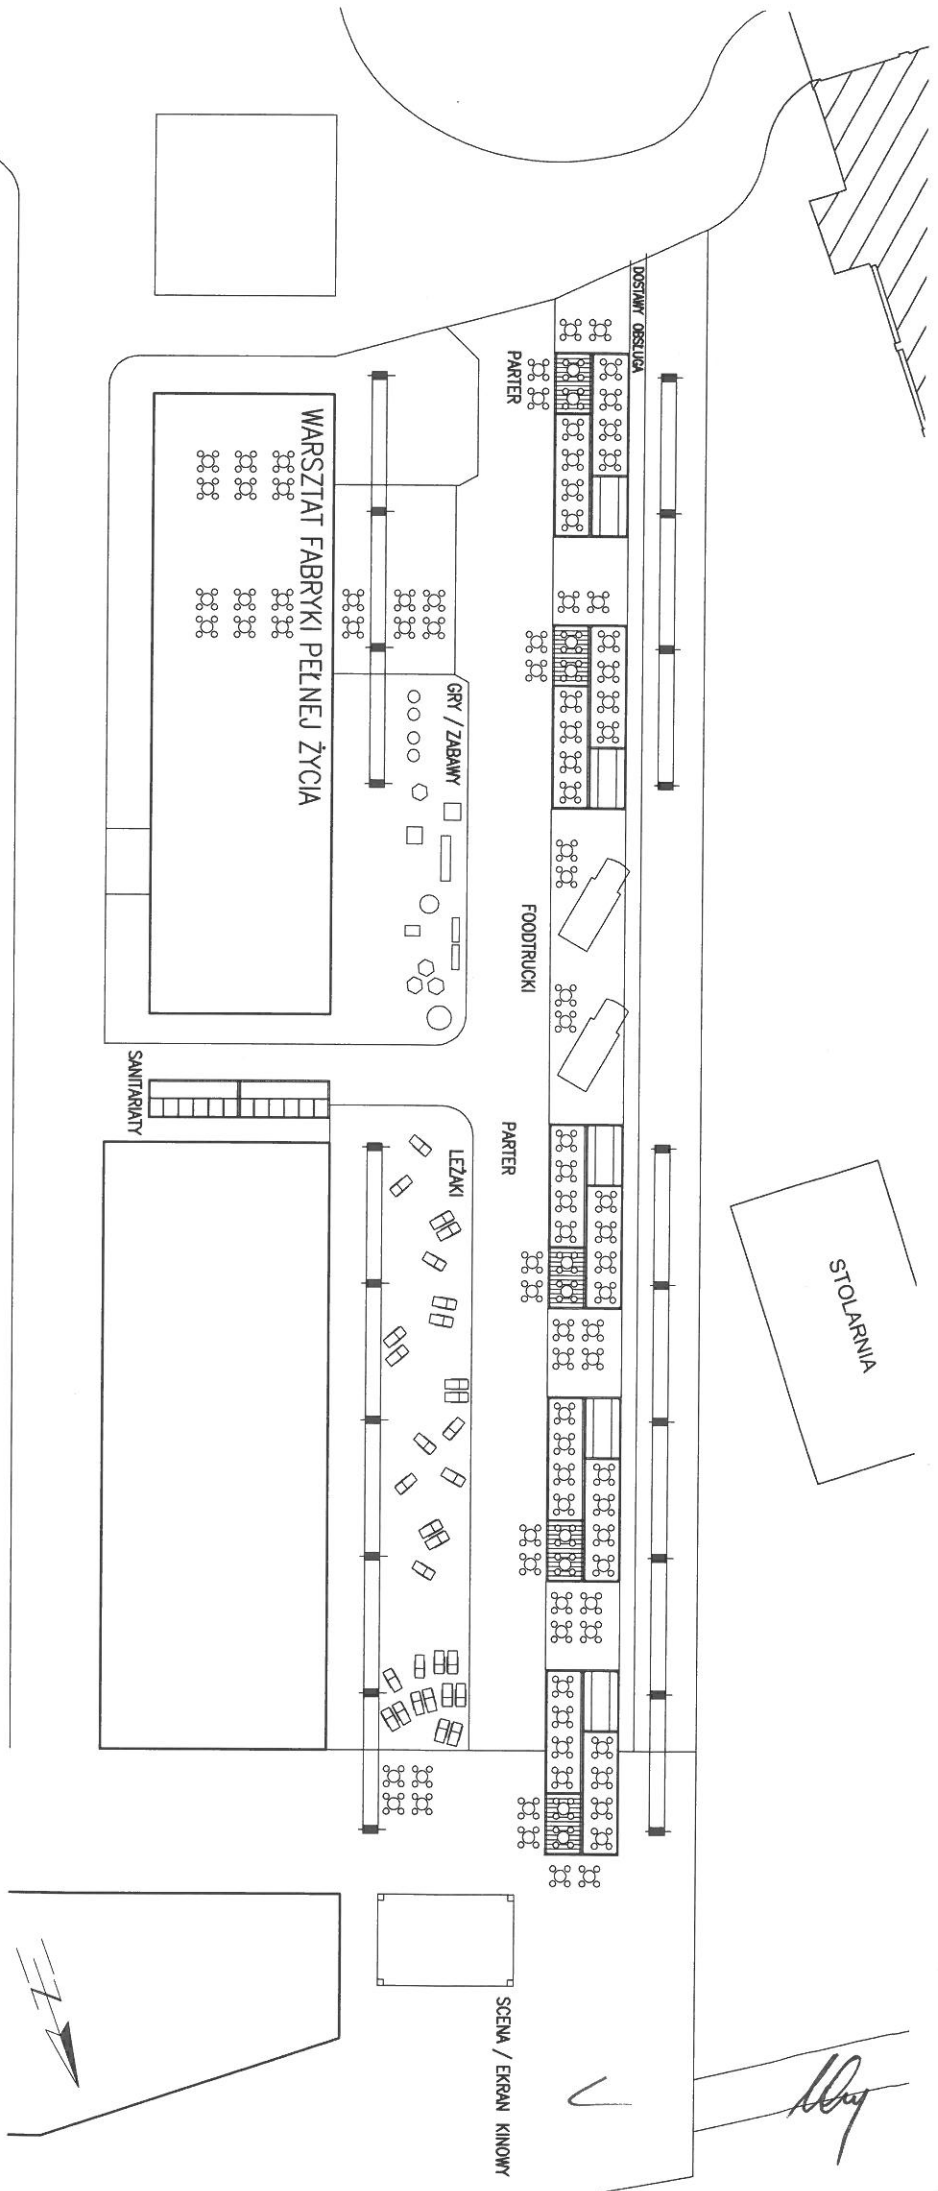 DOSTAWY OBSŁUGA
PARTER
WARSZTAT FABRYKI PEŁNEJ ŻYCIA
GRY / ZABAWY
FOODTRUCKI
SANITARIATY
PARTER
LEŻAKI
STOLARNIA
SCENA / EKRAN KINOWY
N